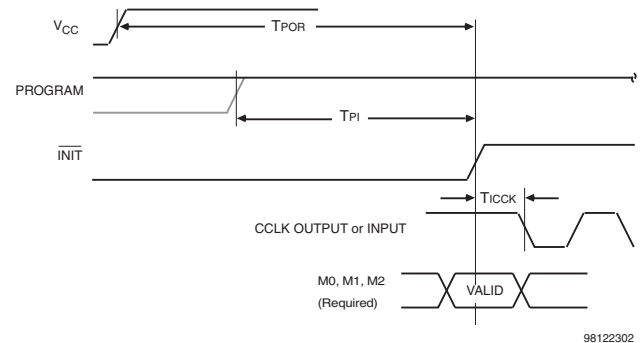 VCC
TPOR
PROGRAM
TPI
INIT
TICCK
CCLK OUTPUT or INPUT
M0, M1, M2
(Required)
VALID
98122302